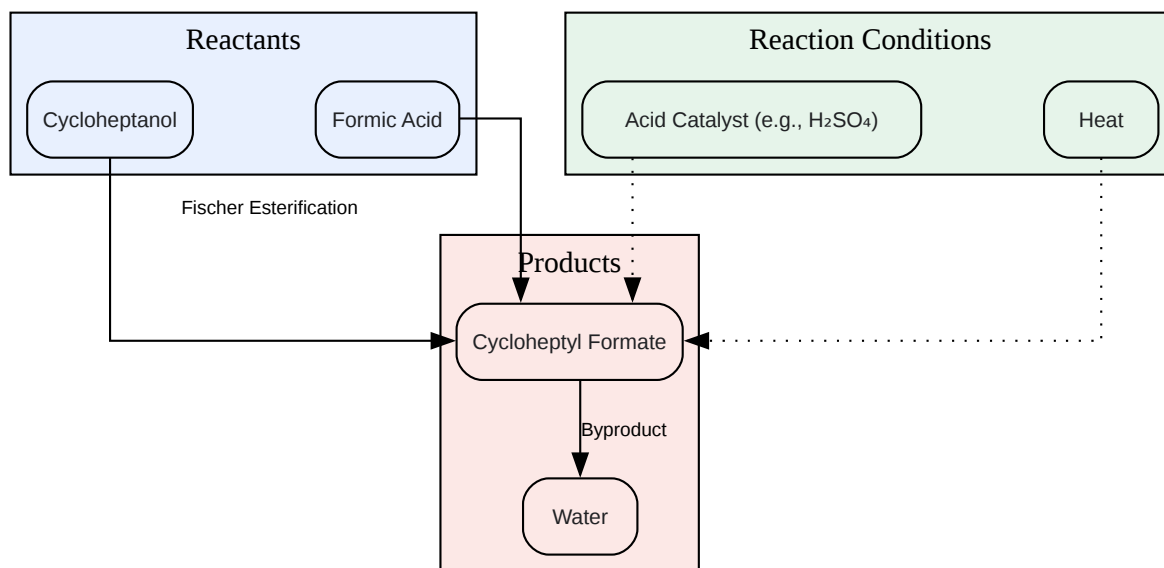 Reactants
Reaction Conditions
Cycloheptanol
Formic Acid
Acid Catalyst (e.g., H₂SO₄)
Heat
Fischer Esterification
Products
Cycloheptyl Formate
Byproduct
Water